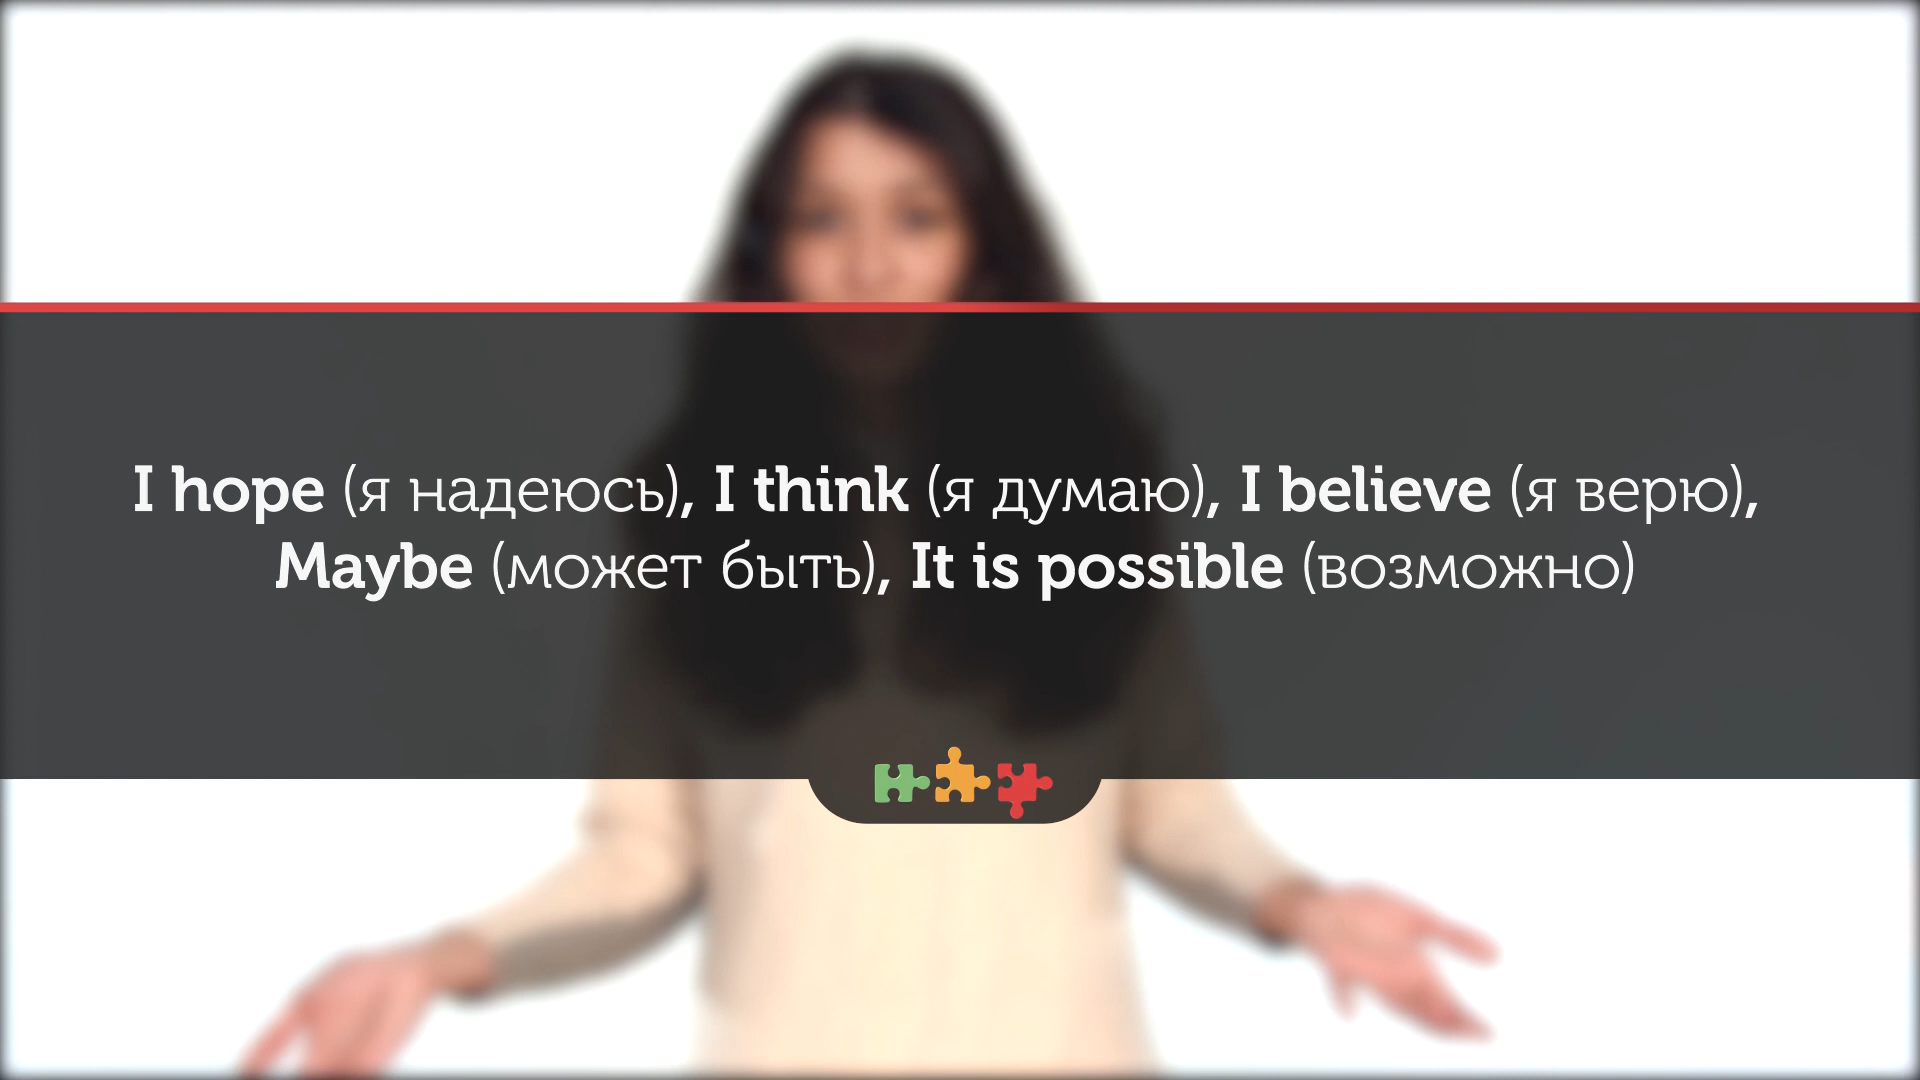 I hope (я надеюсь), I think (я думаю), I believe (я верю),
Maybe (может быть), It is possible (возможно)